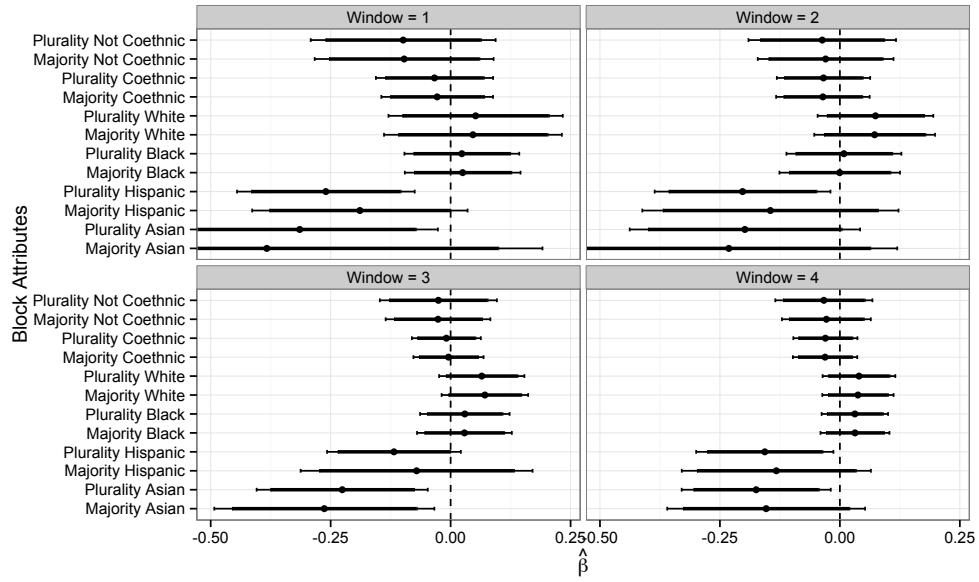 Window = 1
Window = 2
Plurality Not Coethnic
Majority Not Coethnic
Plurality Coethnic
Majority Coethnic
Plurality White
Majority White
Plurality Black
Majority Black
Plurality Hispanic
Majority Hispanic
Plurality Asian
Majority Asian
Block Attributes
Window = 3
Window = 4
Plurality Not Coethnic
Majority Not Coethnic
Plurality Coethnic
Majority Coethnic
Plurality White
Majority White
Plurality Black
Majority Black
Plurality Hispanic
Majority Hispanic
Plurality Asian
Majority Asian
-0.50 -0.25 0.00 0.25 -0.50 -0.25 0.00 0.25
β̂